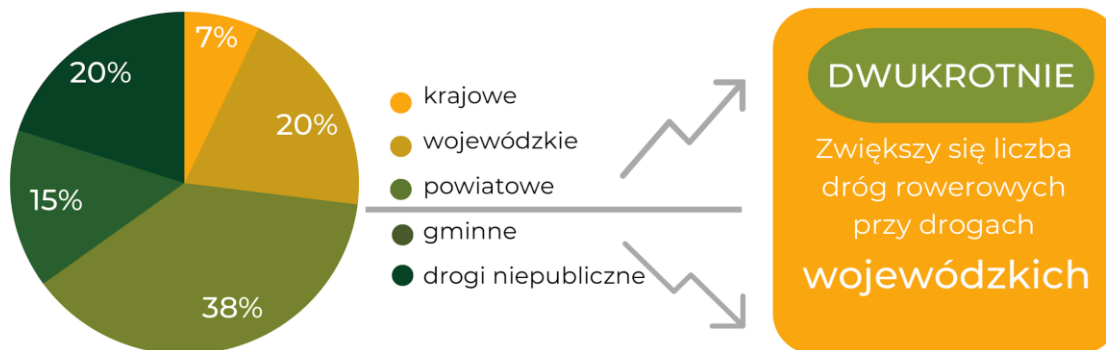 7%
20%
20%
15%
38%
krajowe
wojewódzkie
powiatowe
gminne
drogi niepubliczne
DWUKROTNIE
Zwiększy się liczba
dróg rowerowych
przy drogach
wojewódzkich